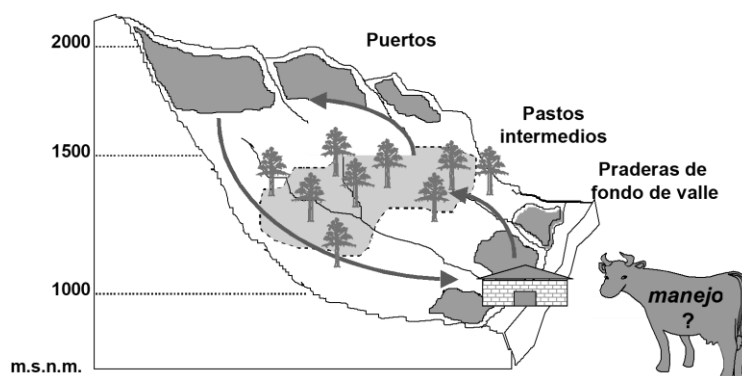 2000
Puertos
Pastos
intermedios
1500
Praderas de
fondo de valle
1000
manejo
?
m.s.n.m.